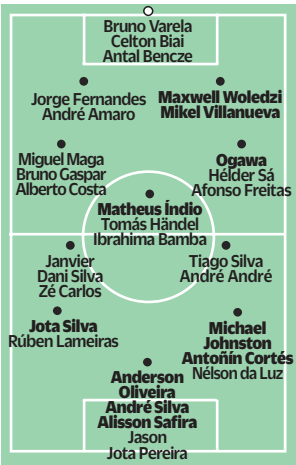 Bruno Varela
Celton Biai
Antal Bencze
Jorge Fernandes
André Amaro
Maxwell Woledzi
Mikel Villanueva
Miguel Maga
Bruno Gaspar
Alberto Costa
Ogawa
Hélder Sá
Afonso Freitas
Matheus Índio
Tomás Händel
Ibrahima Bamba
Janvier
Dani Silva
Zé Carlos
Tiago Silva
André André
Jota Silva
Rúben Lameiras
Michael
Johnston
Antoñín Cortés
Nélson da Luz
Anderson
Oliveira
André Silva
Alisson Safira
Jason
Jota Pereira